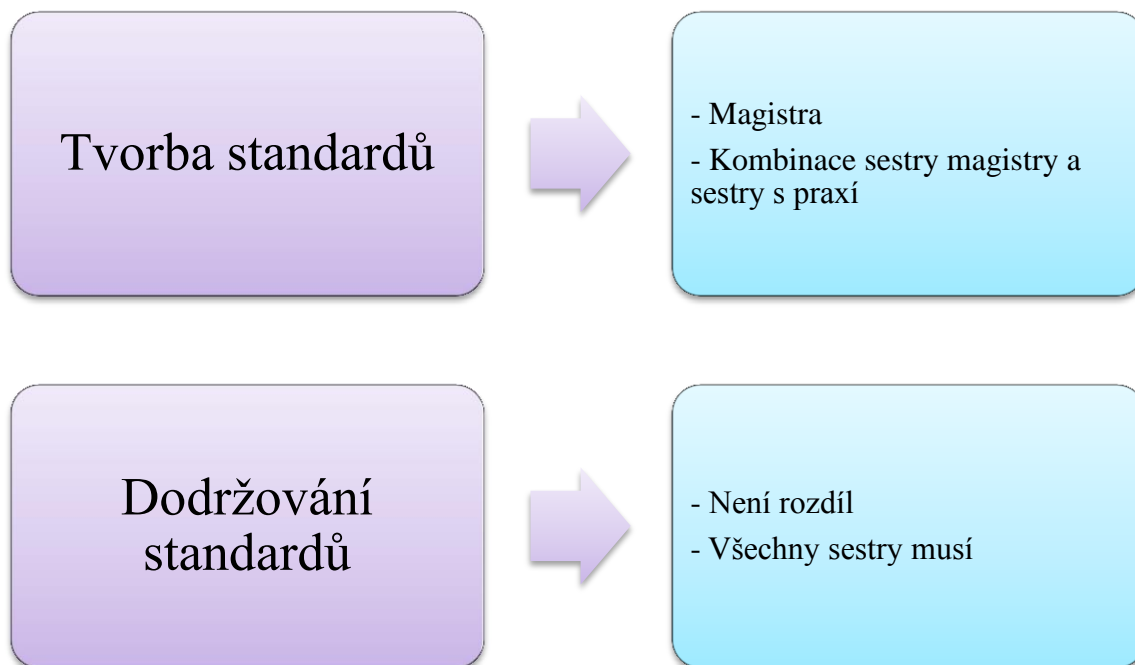 Tvorba standardů
- Magistra
- Kombinace sestry magistry a
sestry s praxí
Dodržování
standardů
- Není rozdíl
- Všechny sestry musí